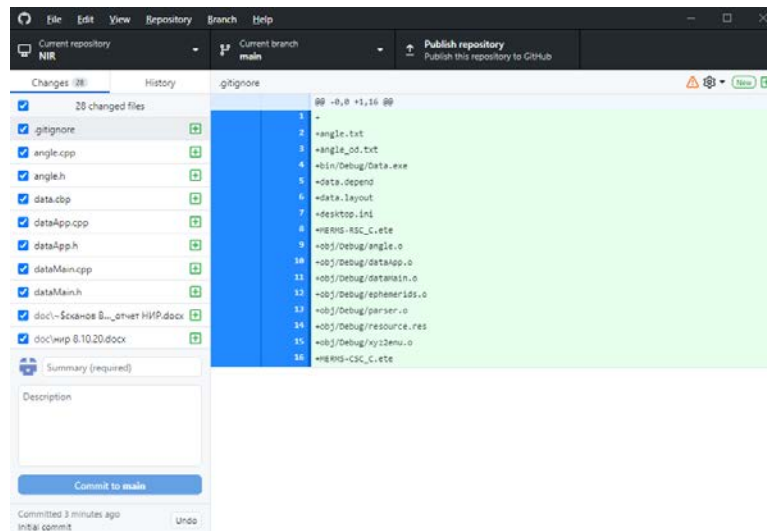 File Edit View Repository Branch Help
Current repository
NIR
Current branch
main
Publish repository
Publish this repository to GitHub
Changes 28
History
.gitignore
New
28 changed files
.gitignore
angle.cpp
angle.h
data.cbp
dataApp.cpp
dataApp.h
dataMain.cpp
dataMain.h
doc\~$сканов В..._отчет НИР.docx
doc\нир 8.10.20.docx
@@ -0,0 +1,16 @@
1 +
2 +angle.txt
3 +angle_od.txt
4 +bin/Debug/Data.exe
5 +data.depend
6 +data.layout
7 +desktop.ini
8 +MERMS-RSC_C.ete
9 +obj/Debug/angle.o
10 +obj/Debug/dataApp.o
11 +obj/Debug/dataMain.o
12 +obj/Debug/ephemerids.o
13 +obj/Debug/parser.o
14 +obj/Debug/resource.res
15 +obj/Debug/xyz2enu.o
16 +MERMS-CSC_C.ete
Summary (required)
Description
Commit to main
Committed 3 minutes ago
Initial commit
Undo